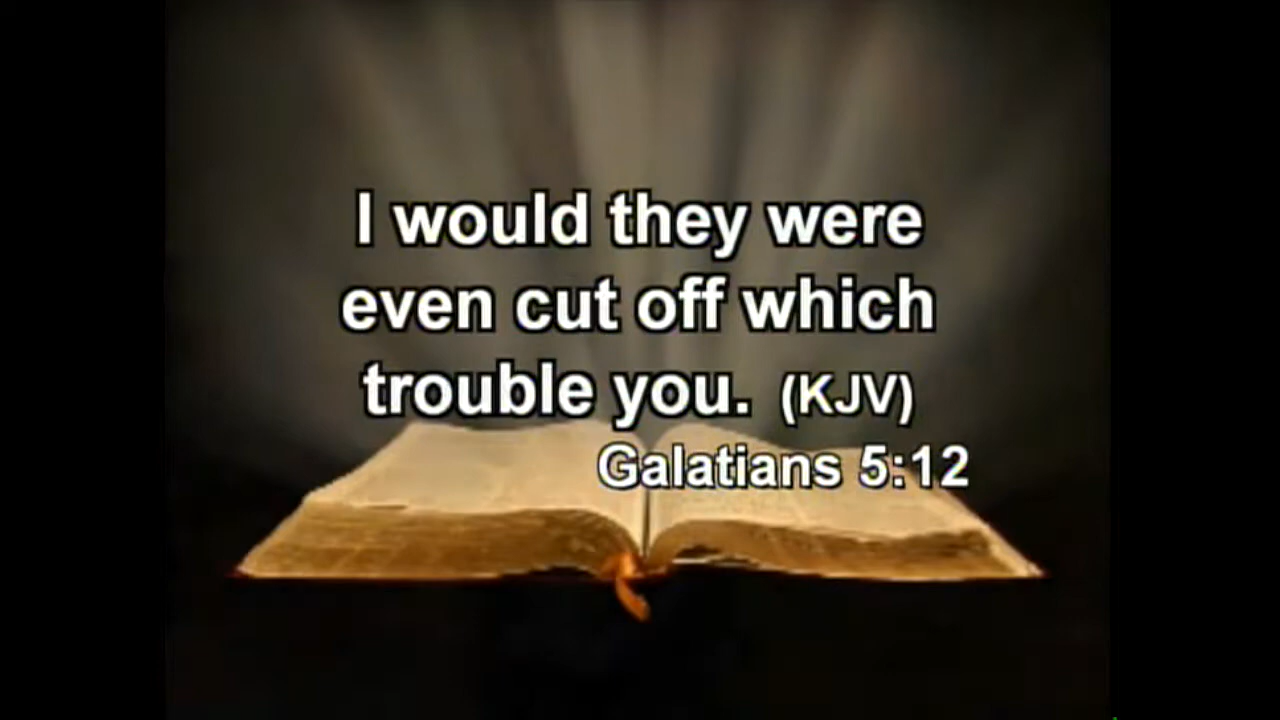 I would they were
even cut off which
trouble you. (KJV)
Galatians 5:12